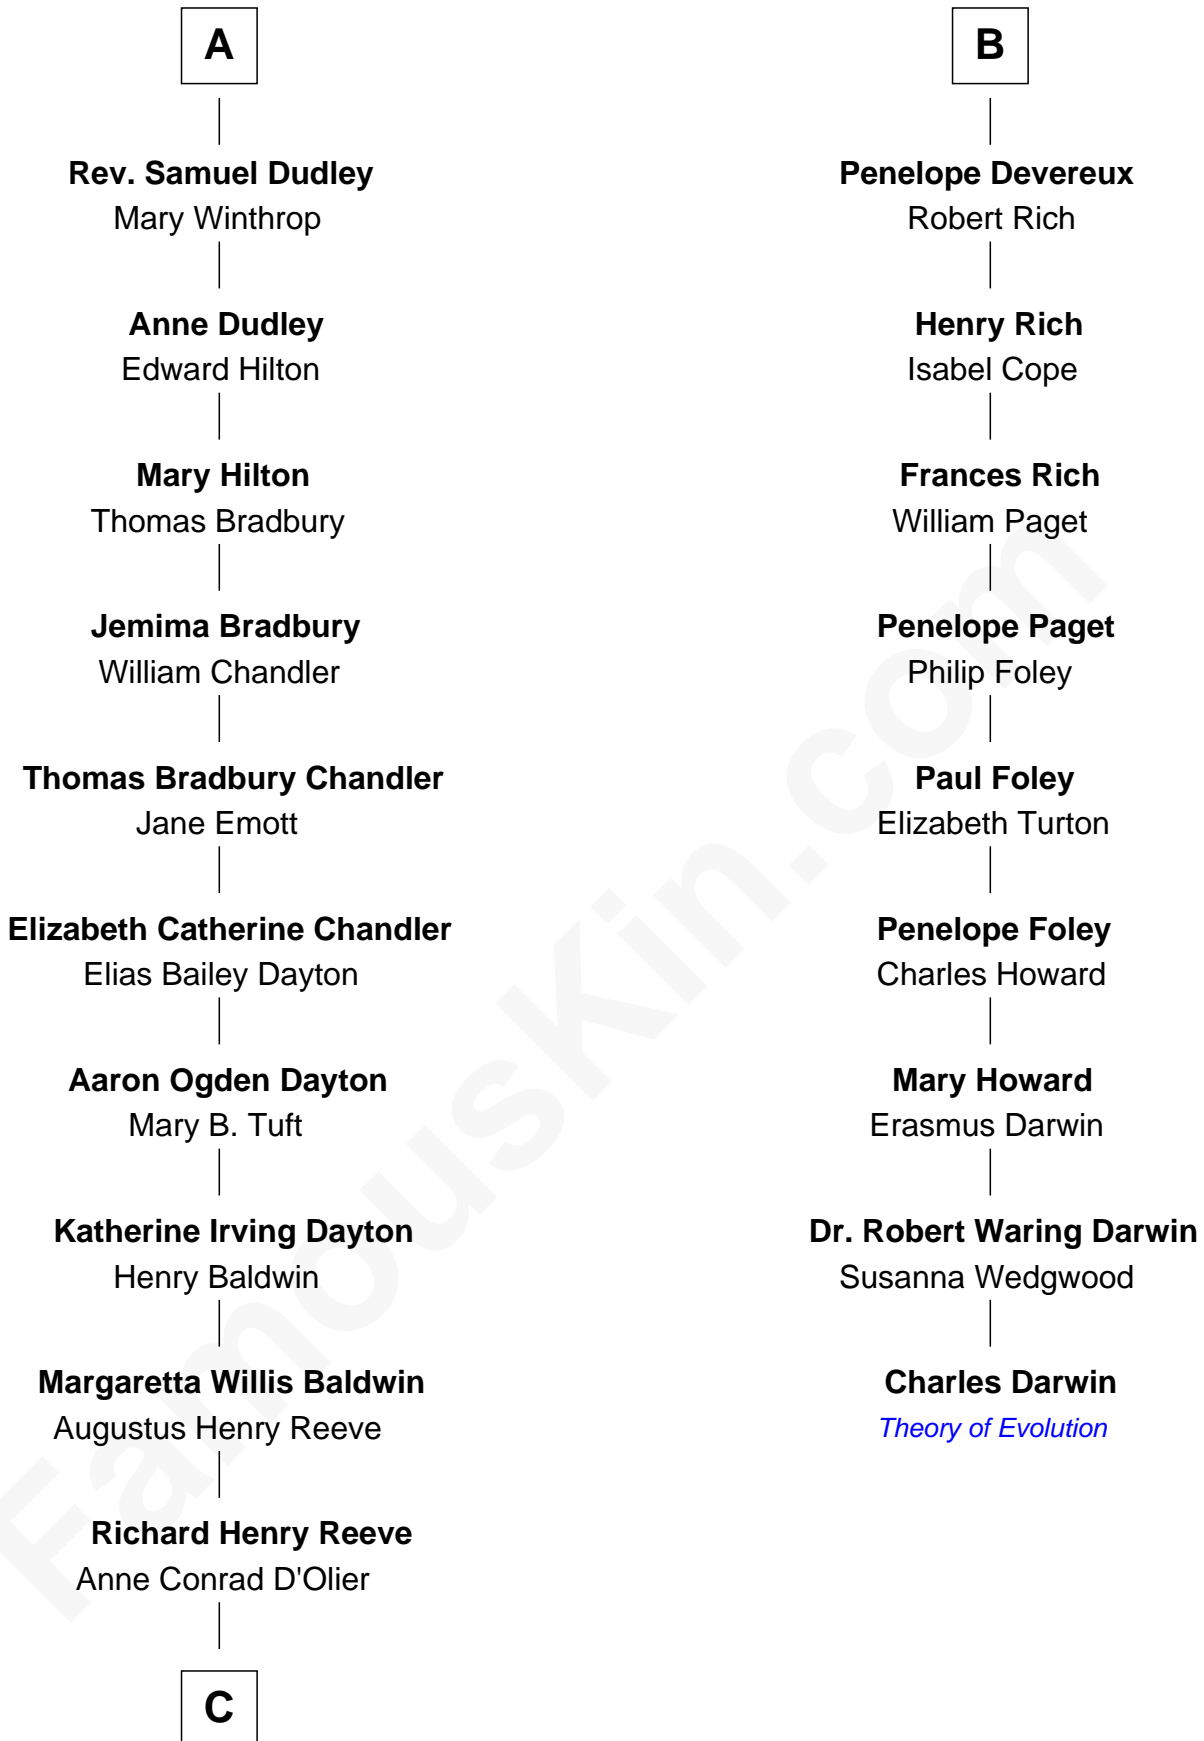 A
Rev. Samuel Dudley
Mary Winthrop
Anne Dudley
Edward Hilton
Mary Hilton
Thomas Bradbury
Jemima Bradbury
William Chandler
Thomas Bradbury Chandler
Jane Emott
Elizabeth Catherine Chandler
Elias Bailey Dayton
Aaron Ogden Dayton
Mary B. Tuft
Katherine Irving Dayton
Henry Baldwin
Margaretta Willis Baldwin
Augustus Henry Reeve
Richard Henry Reeve
Anne Conrad D'Olier
C
B
Penelope Devereux
Robert Rich
Henry Rich
Isabel Cope
Frances Rich
William Paget
Penelope Paget
Philip Foley
Paul Foley
Elizabeth Turton
Penelope Foley
Charles Howard
Mary Howard
Erasmus Darwin
Dr. Robert Waring Darwin
Susanna Wedgwood
Charles Darwin
Theory of Evolution
FamousKin.com